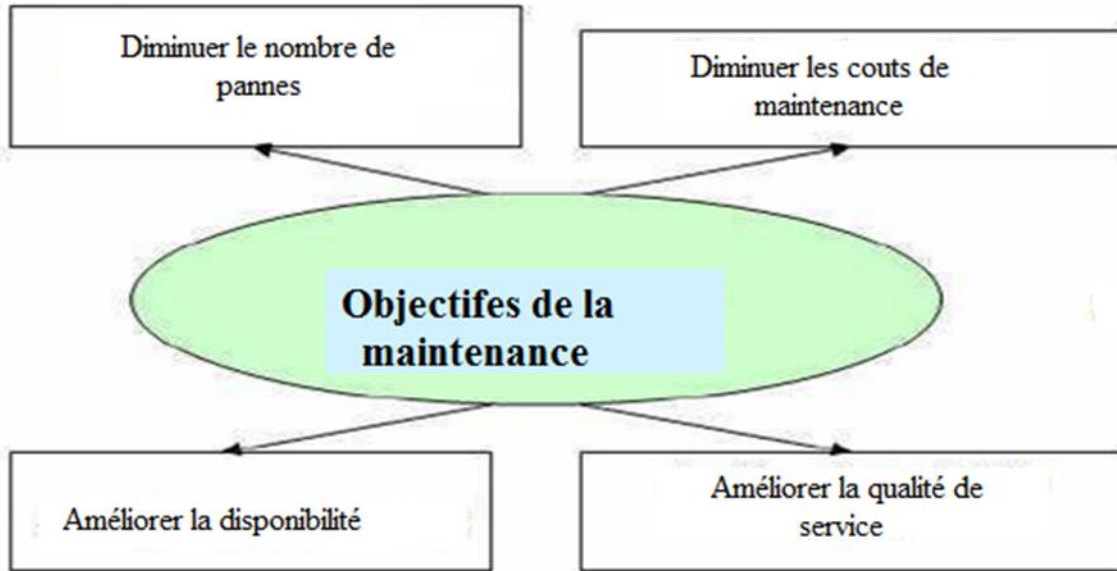 Diminuer le nombre de
pannes
Diminuer les couts de
maintenance
Objectifes de la
maintenance
Améliorer la disponibilité
Améliorer la qualité de
service